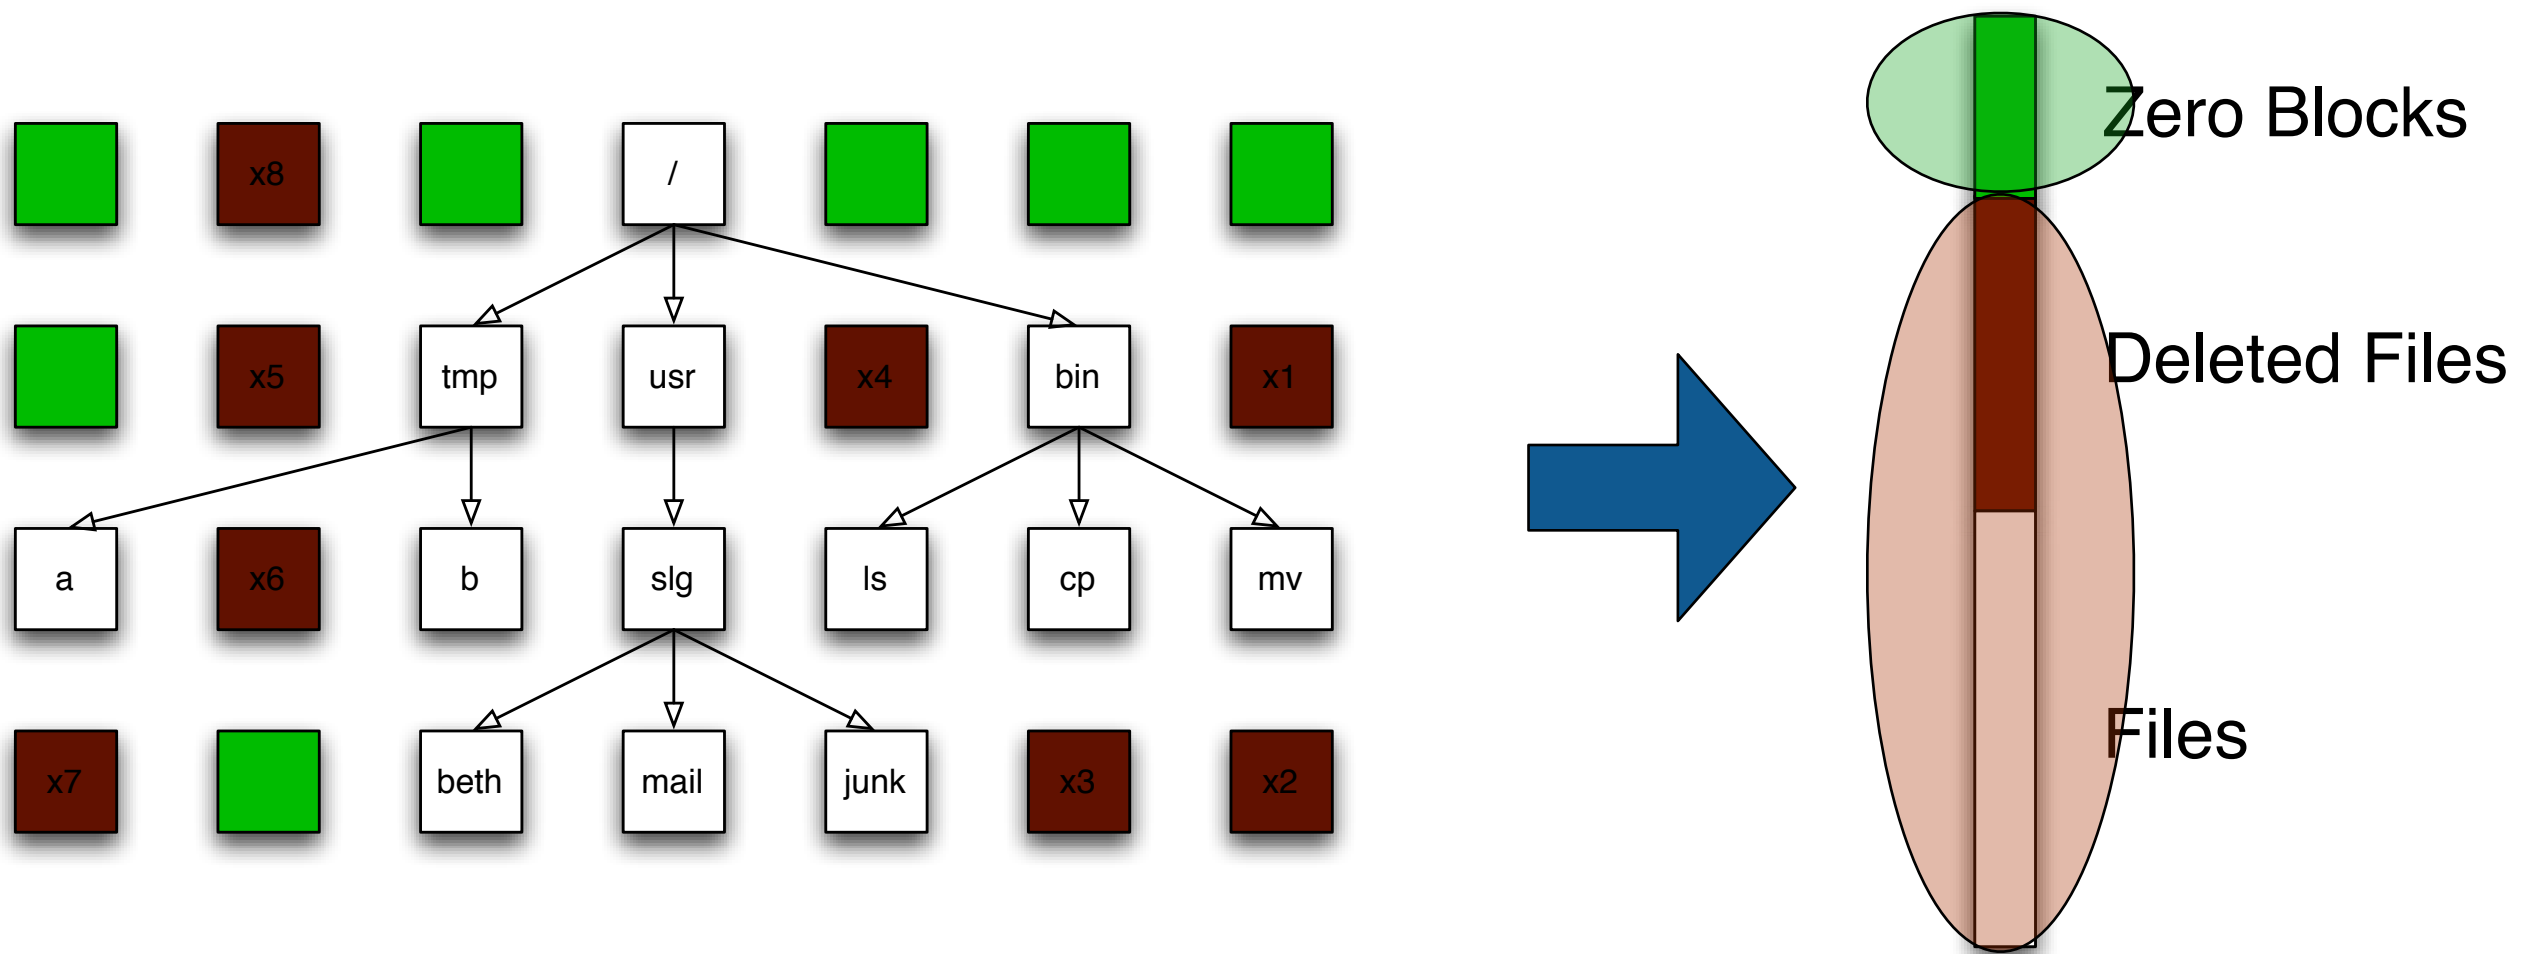 x8
/
x5
tmp
usr
x4
bin
x1
a
x6
b
slg
ls
cp
mv
x7
beth
mail
junk
x3
x2
Zero Blocks
Deleted Files
Files